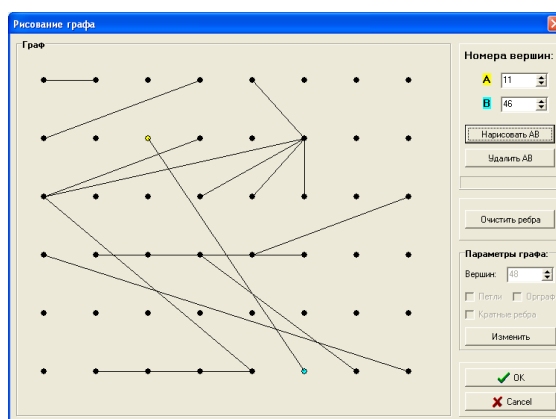 Рисование графа
Граф
Номера вершин:
A 11
B 46
Нарисовать AB
Удалить AB
Очистить ребра
Параметры графа:
Вершин: 48
Петли Орграф
Кратные ребра
Изменить
OK
Cancel